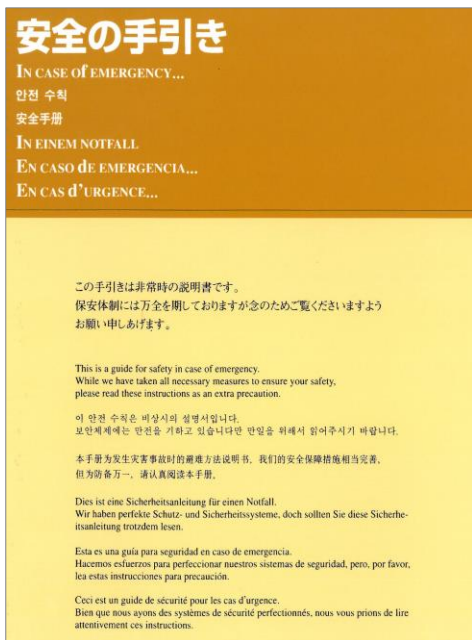 安全の手引き
IN CASE of EMERGENCY...
안전 수칙
安全手册
IN EINEM NOTFALL
EN CASO de EMERGENCIA...
EN CAS d'URGENCE...
この手引きは非常時の説明書です。
保安体制には万全を期しておりますが念のためご覧くださいますよう
お願い申しあげます。
This is a guide for safety in case of emergency.
While we have taken all necessary measures to ensure your safety,
please read these instructions as an extra precaution.
이 안전 수칙은 비상시의 설명서입니다.
보안체제에는 만전을 기하고 있습니다만 만일을 위해서 읽어주시기 바랍니다.
本手册为发生灾害事故时的避难方法说明书，我们的安全保障措施相当完善，
但为防备万一，请认真阅读本手册。
Dies ist eine Sicherheitsanleitung für einen Notfall.
Wir haben perfekte Schutz- und Sicherheitssysteme, doch sollten Sie diese Sicherhe-
itsanleitung trotzdem lesen.
Esta es una guía para seguridad en caso de emergencia.
Hacemos esfuerzos para perfeccionar nuestros sistemas de seguridad, pero, por favor,
lea estas instrucciones para precaución.
Ceci est un guide de sécurité pour les cas d'urgence.
Bien que nous ayons des systèmes de sécurité perfectionnés, nous vous prions de lire
attentivement ces instructions.